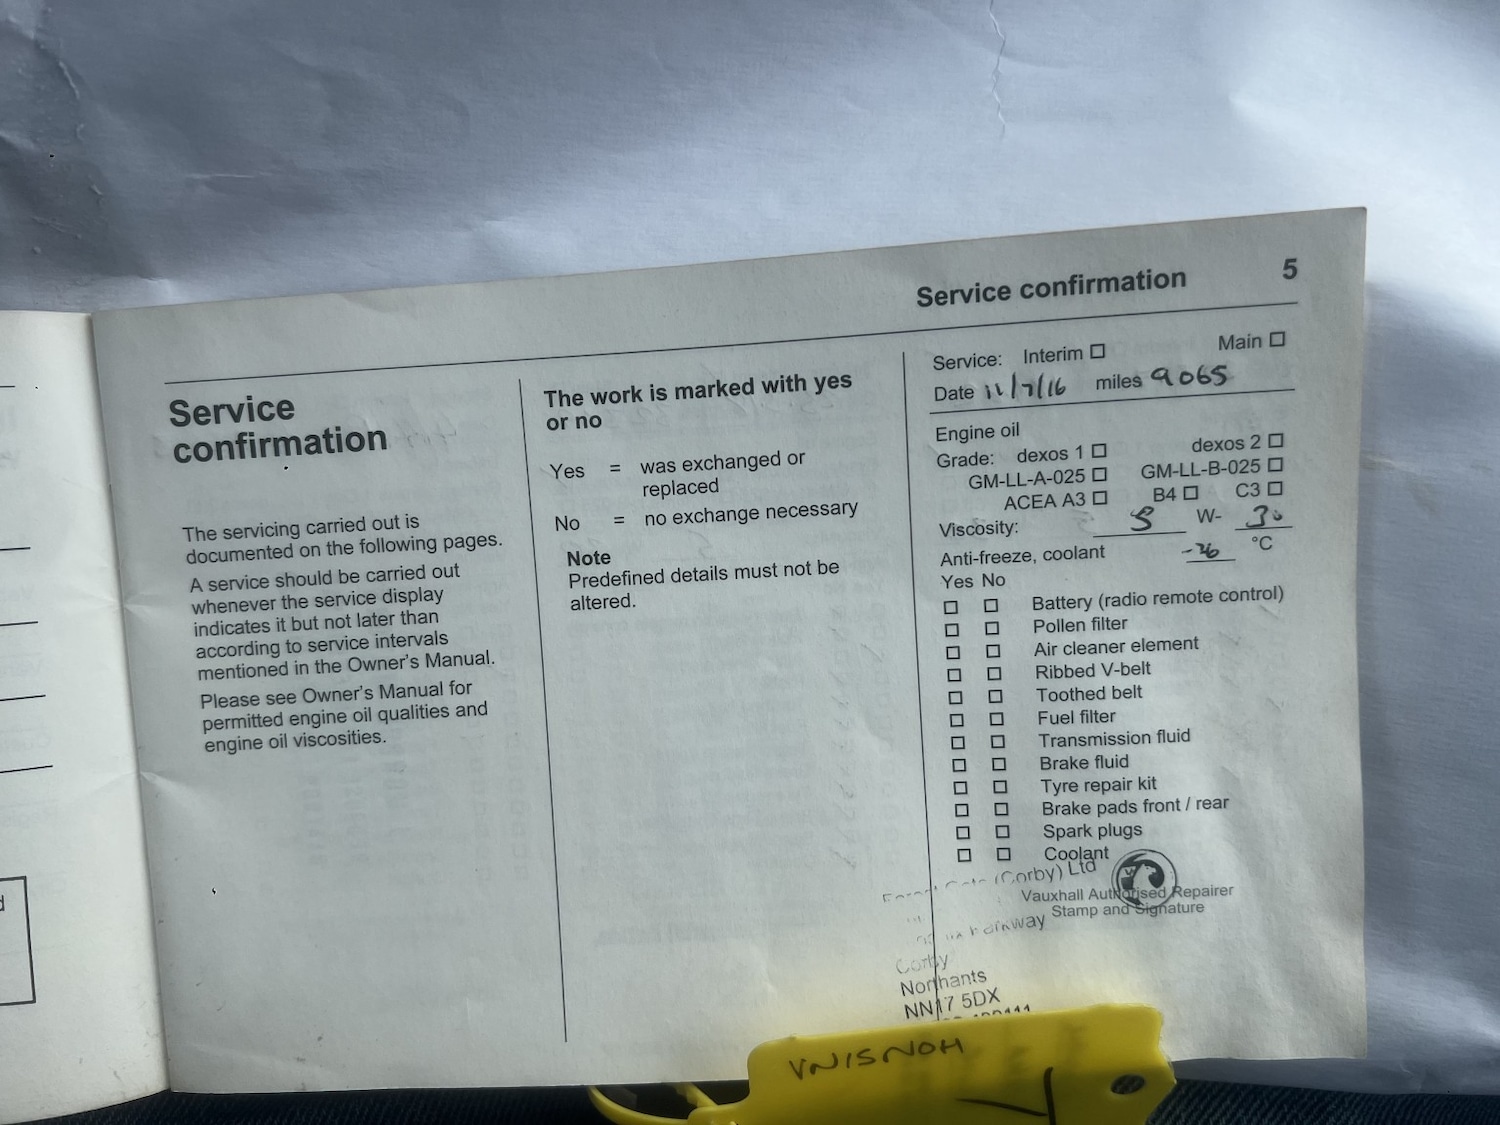 Service confirmation 5
Service
confirmation
The servicing carried out is
documented on the following pages.
A service should be carried out
whenever the service display
indicates it but not later than
according to service intervals
mentioned in the Owner's Manual.
Please see Owner's Manual for
permitted engine oil qualities and
engine oil viscosities.
The work is marked with yes
or no
Yes = was exchanged or
replaced
No = no exchange necessary
Note
Predefined details must not be
altered.
Service: Interim ☐ Main ☐
Date 11/7/16 miles 9065
Engine oil
Grade: dexos 1 ☐ dexos 2 ☐
GM-LL-A-025 ☐ GM-LL-B-025 ☐
ACEA A3 ☐ B4 ☐ C3 ☐
Viscosity: 5 W- 30
Anti-freeze, coolant -36 °C
Yes No
☐ ☐ Battery (radio remote control)
☐ ☐ Pollen filter
☐ ☐ Air cleaner element
☐ ☐ Ribbed V-belt
☐ ☐ Toothed belt
☐ ☐ Fuel filter
☐ ☐ Transmission fluid
☐ ☐ Brake fluid
☐ ☐ Tyre repair kit
☐ ☐ Brake pads front / rear
☐ ☐ Spark plugs
☐ ☐ Coolant
(Corby) Ltd
Vauxhall Authorised Repairer
Stamp and Signature
Corby
Northants
NN17 5DX
VN15NOH